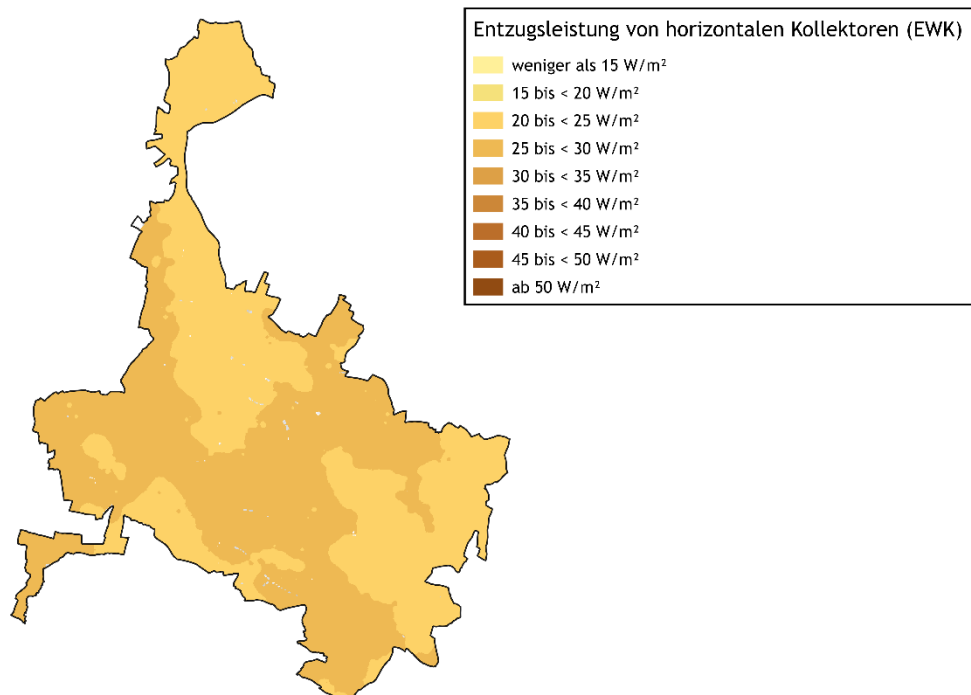 Entzugsleistung von horizontalen Kollektoren (EWK)
weniger als 15 W/m²
15 bis < 20 W/m²
20 bis < 25 W/m²
25 bis < 30 W/m²
30 bis < 35 W/m²
35 bis < 40 W/m²
40 bis < 45 W/m²
45 bis < 50 W/m²
ab 50 W/m²